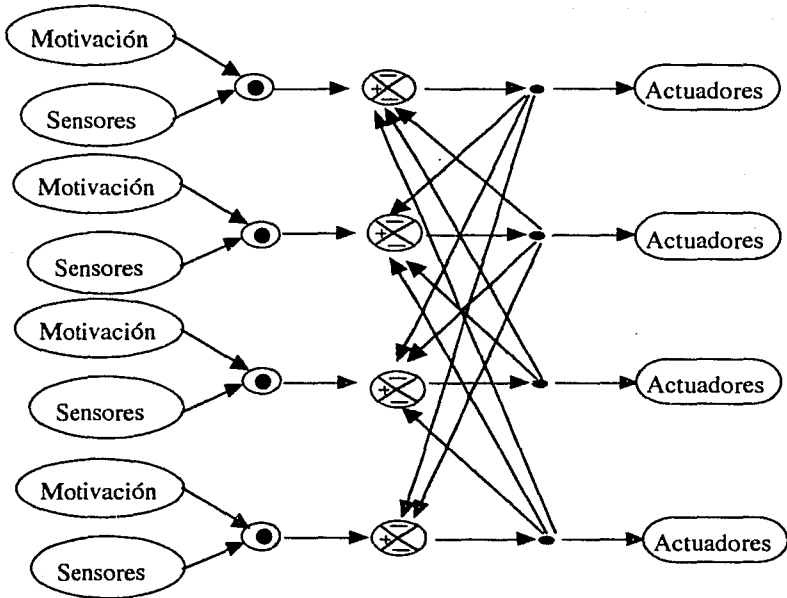 Motivación
Sensores
+ − −
Actuadores
Motivación
Sensores
+ − −
Actuadores
Motivación
Sensores
+ − −
Actuadores
Motivación
Sensores
+ − −
Actuadores